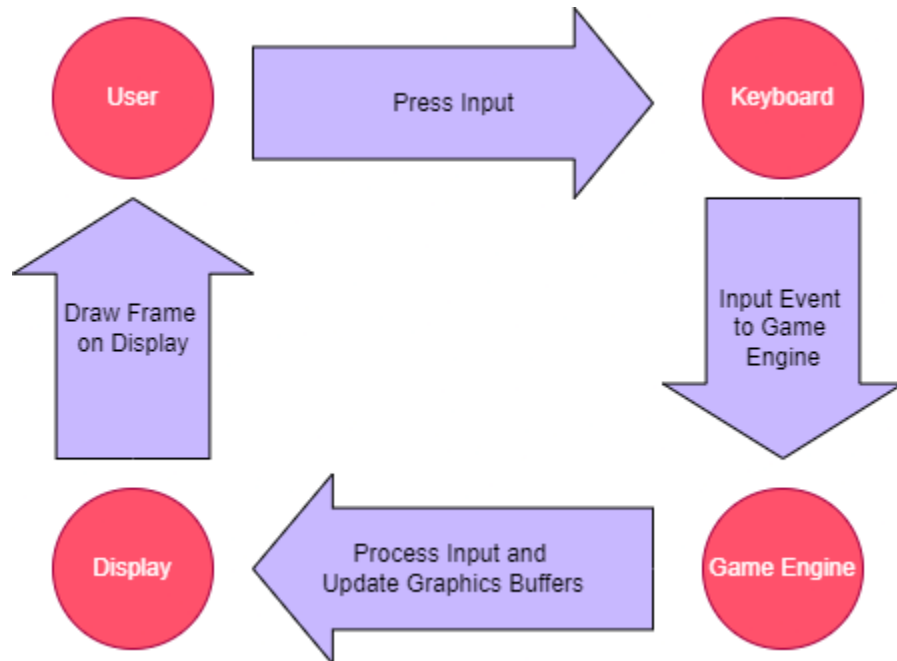 User
Press Input
Keyboard
Draw Frame
on Display
Input Event
to Game
Engine
Display
Process Input and
Update Graphics Buffers
Game Engine